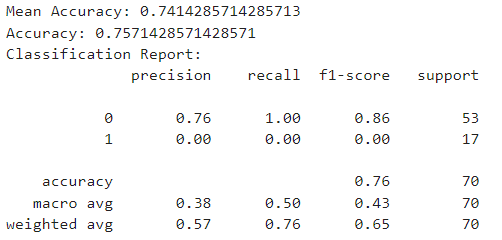 Mean Accuracy: 0.7414285714285713
Accuracy: 0.7571428571428571
Classification Report:
precision recall f1-score support
0 0.76 1.00 0.86 53
1 0.00 0.00 0.00 17
accuracy 0.76 70
macro avg 0.38 0.50 0.43 70
weighted avg 0.57 0.76 0.65 70